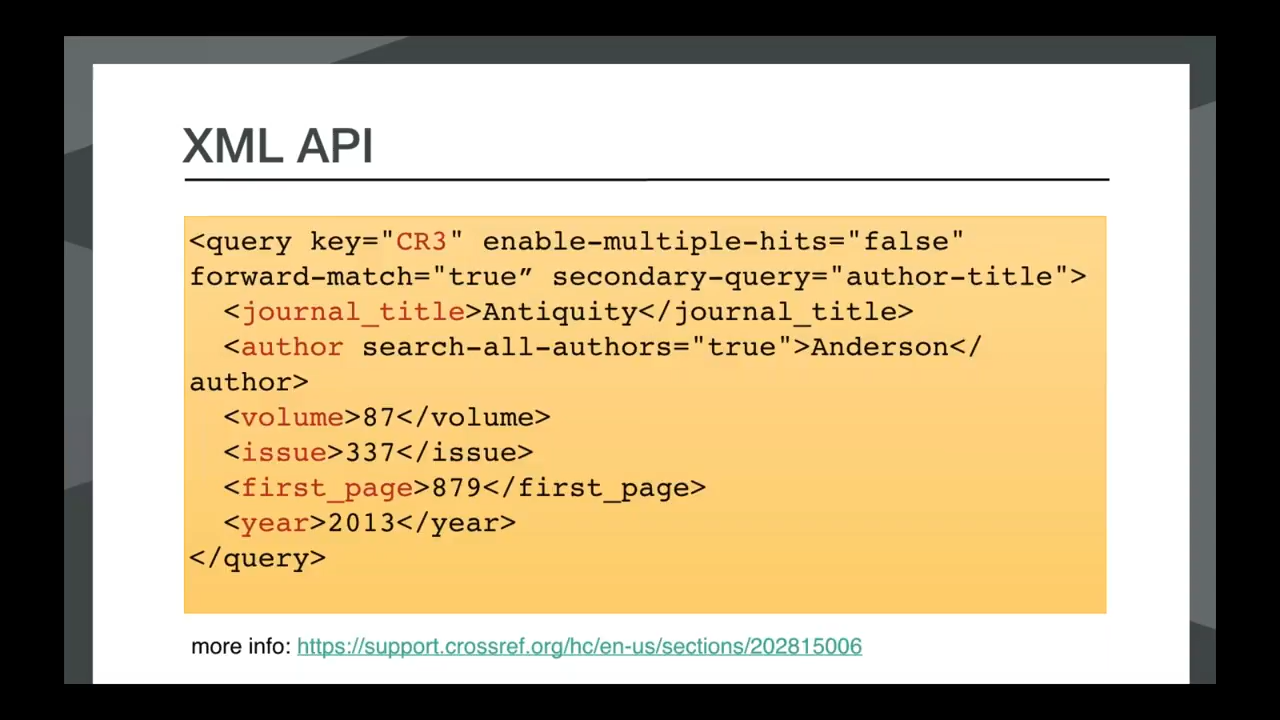 XML API
<query key="CR3" enable-multiple-hits="false"
forward-match="true” secondary-query="author-title">
  <journal_title>Antiquity</journal_title>
  <author search-all-authors="true">Anderson</
author>
  <volume>87</volume>
  <issue>337</issue>
  <first_page>879</first_page>
  <year>2013</year>
</query>
more info: https://support.crossref.org/hc/en-us/sections/202815006